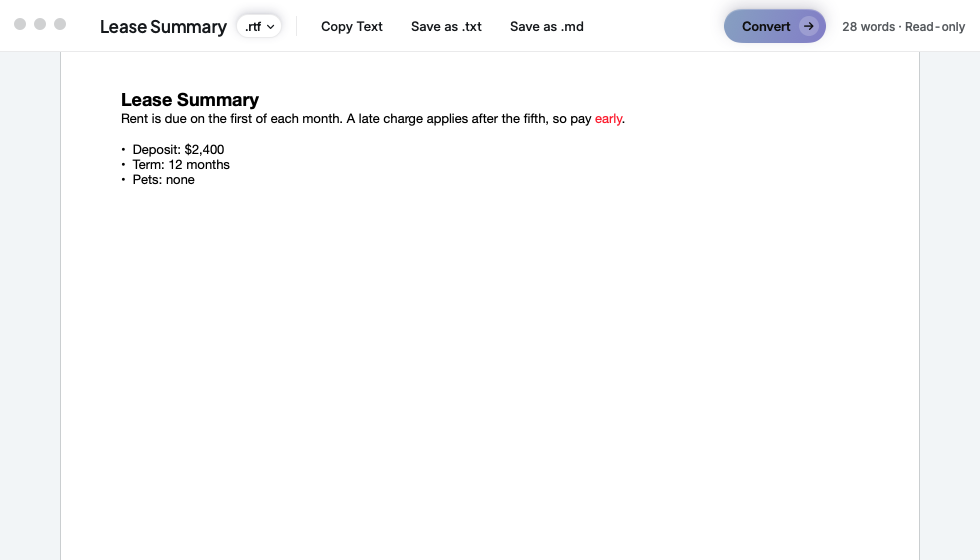 Lease Summary .rtf Copy Text Save as .txt Save as .md Convert 28 words · Read-only
Lease Summary
Rent is due on the first of each month. A late charge applies after the fifth, so pay early.
• Deposit: $2,400
• Term: 12 months
• Pets: none